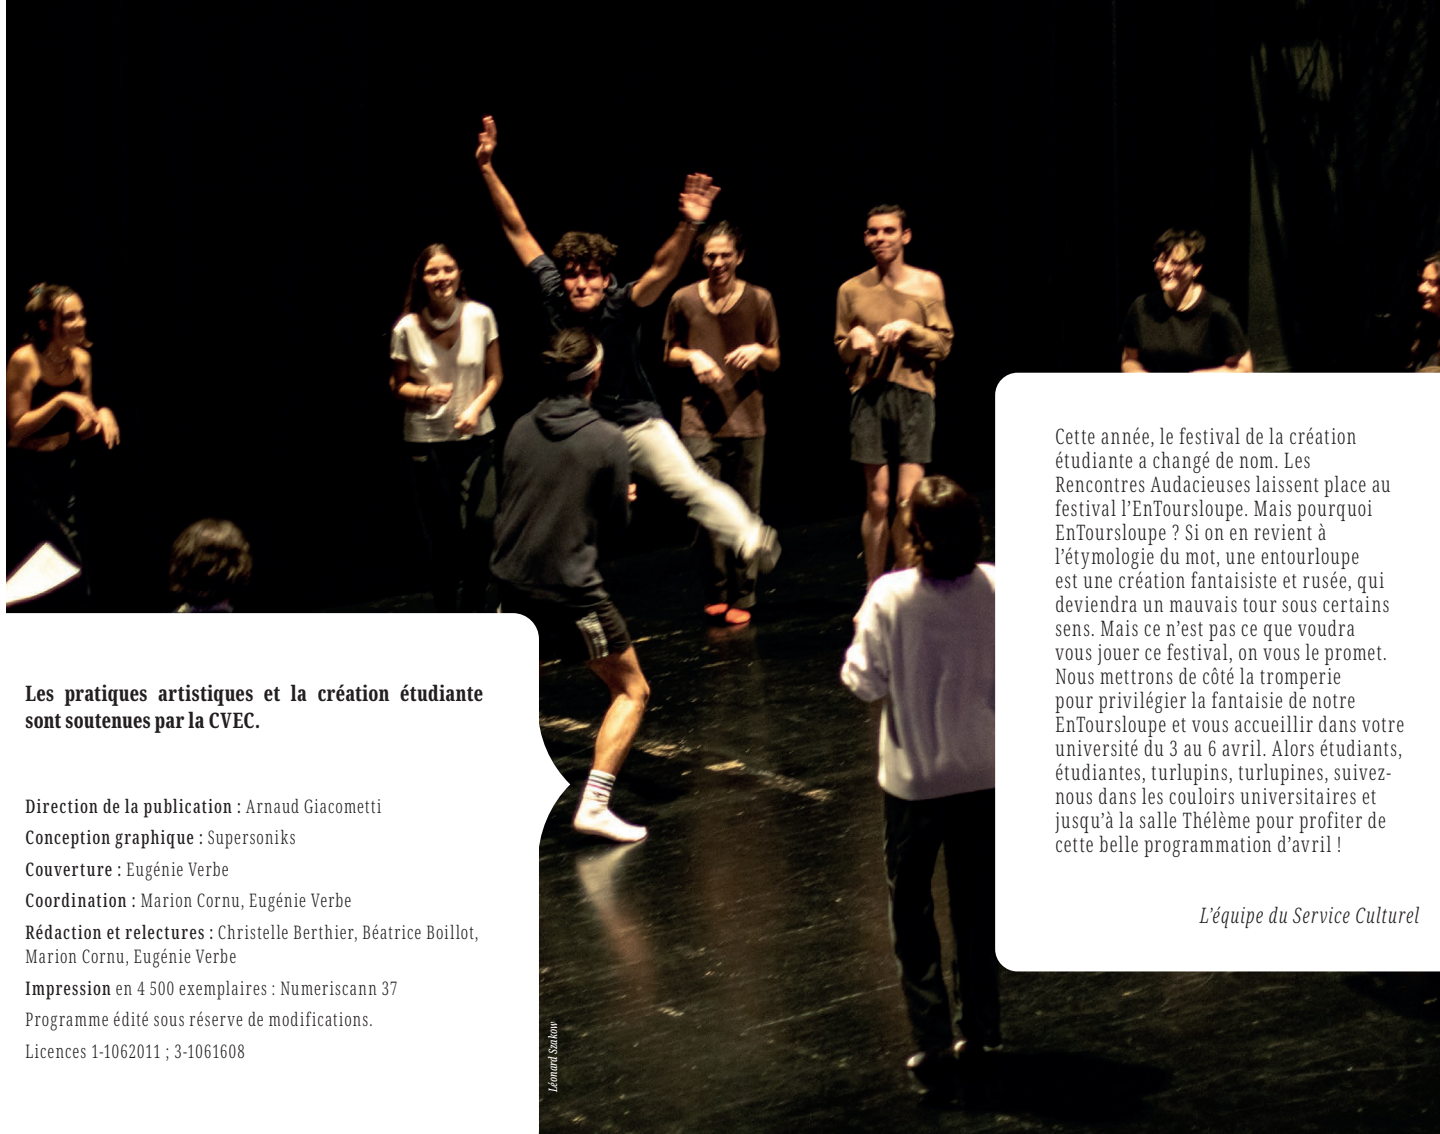 Cette année, le festival de la création
étudiante a changé de nom. Les
Rencontres Audacieuses laissent place au
festival l’EnToursloupe. Mais pourquoi
EnToursloupe ? Si on en revient à
l’étymologie du mot, une entourloupe
est une création fantaisiste et rusée, qui
deviendra un mauvais tour sous certains
sens. Mais ce n’est pas ce que voudra
vous jouer ce festival, on vous le promet.
Nous mettrons de côté la tromperie
pour privilégier la fantaisie de notre
EnToursloupe et vous accueillir dans votre
université du 3 au 6 avril. Alors étudiants,
étudiantes, turlupins, turlupines, suivez-
nous dans les couloirs universitaires et
jusqu’à la salle Thélème pour profiter de
cette belle programmation d’avril !
L’équipe du Service Culturel
Les pratiques artistiques et la création étudiante
sont soutenues par la CVEC.
Direction de la publication : Arnaud Giacometti
Conception graphique : Supersoniks
Couverture : Eugénie Verbe
Coordination : Marion Cornu, Eugénie Verbe
Rédaction et relectures : Christelle Berthier, Béatrice Boillot,
Marion Cornu, Eugénie Verbe
Impression en 4 500 exemplaires : Numeriscann 37
Programme édité sous réserve de modifications.
Licences 1-1062011 ; 3-1061608
Léonard Szakow